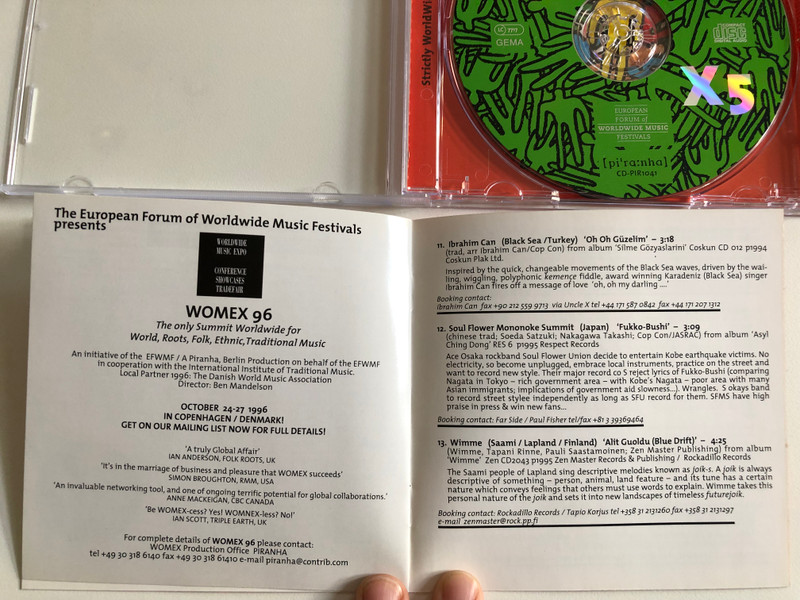 Strictly WorldWi
stemra
GEMA
COMPACT
disc
DIGITAL AUDIO
X5
EUROPEAN
FORUM of
WORLDWIDE MUSIC
FESTIVALS
[pi'ra:nha]
CD-PIR1041
The European Forum of Worldwide Music Festivals
presents
WORLDWIDE
MUSIC EXPO
CONFERENCE
SHOWCASES
TRADEFAIR
WOMEX 96
The only Summit Worldwide for
World, Roots, Folk, Ethnic,Traditional Music
An initiative of the EFWMF / A Piranha, Berlin Production on behalf of the EFWMF
in cooperation with the International Institute of Traditional Music.
Local Partner 1996: The Danish World Music Association
Director: Ben Mandelson
OCTOBER 24-27 1996
IN COPENHAGEN / DENMARK!
GET ON OUR MAILING LIST NOW FOR FULL DETAILS!
'A truly Global Affair'
IAN ANDERSON, FOLK ROOTS, UK
'It's in the marriage of business and pleasure that WOMEX succeeds'
SIMON BROUGHTON, RMM, USA
'An invaluable networking tool, and one of ongoing terrific potential for global collaborations.'
ANNE MACKEIGAN, CBC CANADA
'Be WOMEX-cess? Yes! WOMNEX-less? No!'
IAN SCOTT, TRIPLE EARTH, UK
For complete details of WOMEX 96 please contact:
WOMEX Production Office PIRANHA
tel +49 30 318 6140 fax +49 30 318 61410 e-mail piranha@contrib.com
11. Ibrahim Can (Black Sea /Turkey) 'Oh Oh Güzelim' – 3:18
(trad, arr Ibrahim Can/Cop Con) from album 'Silme Gözyaslarini' Coskun CD 012 p1994
Coskun Plak Ltd.
Inspired by the quick, changeable movements of the Black Sea waves, driven by the wai-
ling, wiggling, polyphonic kemençe fiddle, award winning Karadeniz (Black Sea) singer
Ibrahim Can fires off a message of love 'oh, oh my darling ...'
Booking contact:
Ibrahim Can fax +90 212 559 9713 via Uncle X tel +44 171 587 0842 fax +44 171 207 1312
12. Soul Flower Mononoke Summit (Japan) 'Fukko-Bushi' – 3:09
(chinese trad; Soeda Satzuki; Nakagawa Takashi; Cop Con/JASRAC) from album 'Asyl
Ching Dong' RES 6 p1995 Respect Records
Ace Osaka rockband Soul Flower Union decide to entertain Kobe earthquake victims. No
electricity, so become unplugged, embrace local instruments, practice on the street and
want to record new style. Their major record co S reject lyrics of Fukko-Bushi (comparing
Nagata in Tokyo – rich government area – with Kobe's Nagata – poor area with many
Asian immigrants; implications of government aid slowness...). Wrangles. S okays band
to record street stylee independently as long as SFU record for them. SFMS have high
praise in press & win new fans...
Booking contact: Far Side / Paul Fisher tel/fax +81 3 39369464
13. Wimme (Saami / Lapland / Finland) 'Alit Guoldu (Blue Drift)' – 4:25
(Wimme, Tapani Rinne, Pauli Saastamoinen; Zen Master Publishing) from album
'Wimme' Zen CD2043 p1995 Zen Master Records & Publishing / Rockadillo Records
The Saami people of Lapland sing descriptive melodies known as joik-s. A joik is always
descriptive of something – person, animal, land feature – and its tune has a certain
nature which conveys feelings that others must use words to explain. Wimme takes this
personal nature of the joik and sets it into new landscapes of timeless futurejoik.
Booking contact: Rockadillo Records / Tapio Korjus tel +358 31 2131260 fax +358 31 2131297
e-mail zenmaster@rock.pp.fi